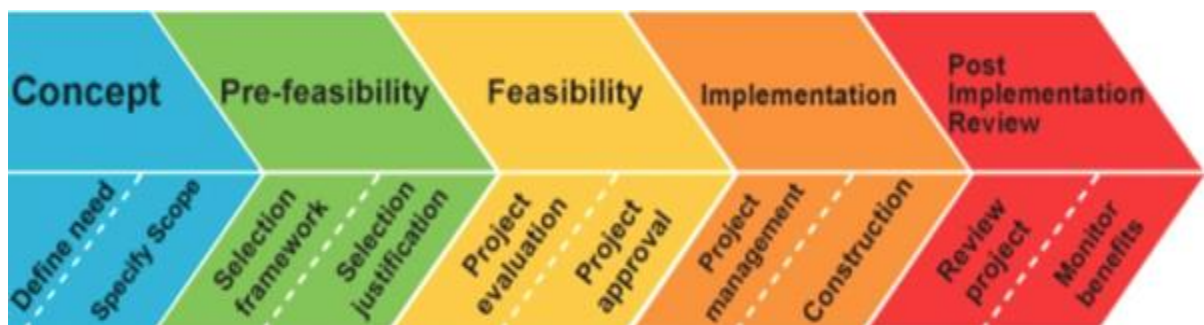 Concept
Pre-feasibility
Feasibility
Implementation
Post
Implementation
Review
Define need
Specify Scope
Selection
framework
Selection
justification
Project
evaluation
Project
approval
Project
management
Construction
Review
project
Monitor
benefits